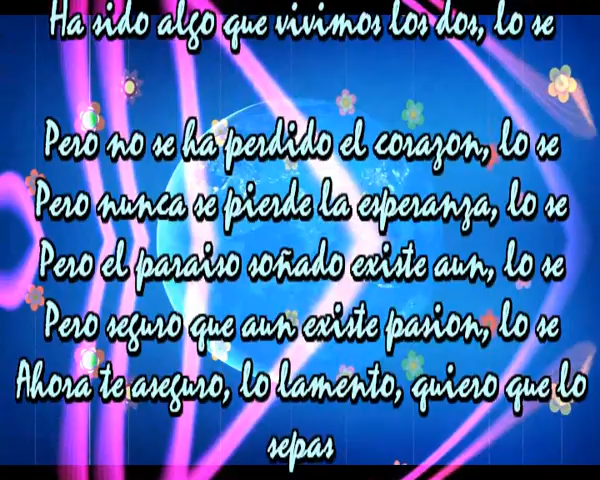 Ha sido algo que vivimos los dos, lo se
Pero no se ha perdido el corazon, lo se
Pero nunca se pierde la esperanza, lo se
Pero el paraiso soñado existe aun, lo se
Pero seguro que aun existe pasion, lo se
Ahora te aseguro, lo lamento, quiero que lo
sepas